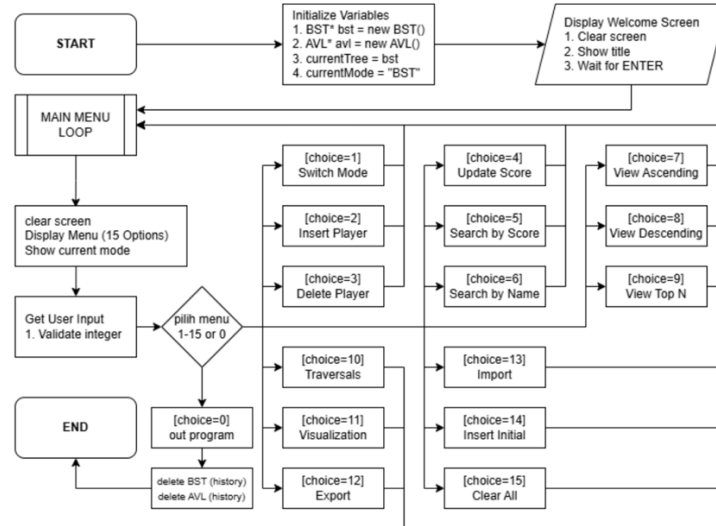 START
Initialize Variables
1. BST* bst = new BST()
2. AVL* avl = new AVL()
3. currentTree = bst
4. currentMode = "BST"
Display Welcome Screen
1. Clear screen
2. Show title
3. Wait for ENTER
MAIN MENU
LOOP
clear screen
Display Menu (15 Options)
Show current mode
Get User Input
1. Validate integer
pilih menu
1-15 or 0
[choice=0]
out program
delete BST (history)
delete AVL (history)
END
[choice=1]
Switch Mode
[choice=2]
Insert Player
[choice=3]
Delete Player
[choice=4]
Update Score
[choice=5]
Search by Score
[choice=6]
Search by Name
[choice=7]
View Ascending
[choice=8]
View Descending
[choice=9]
View Top N
[choice=10]
Traversals
[choice=11]
Visualization
[choice=12]
Export
[choice=13]
Import
[choice=14]
Insert Initial
[choice=15]
Clear All